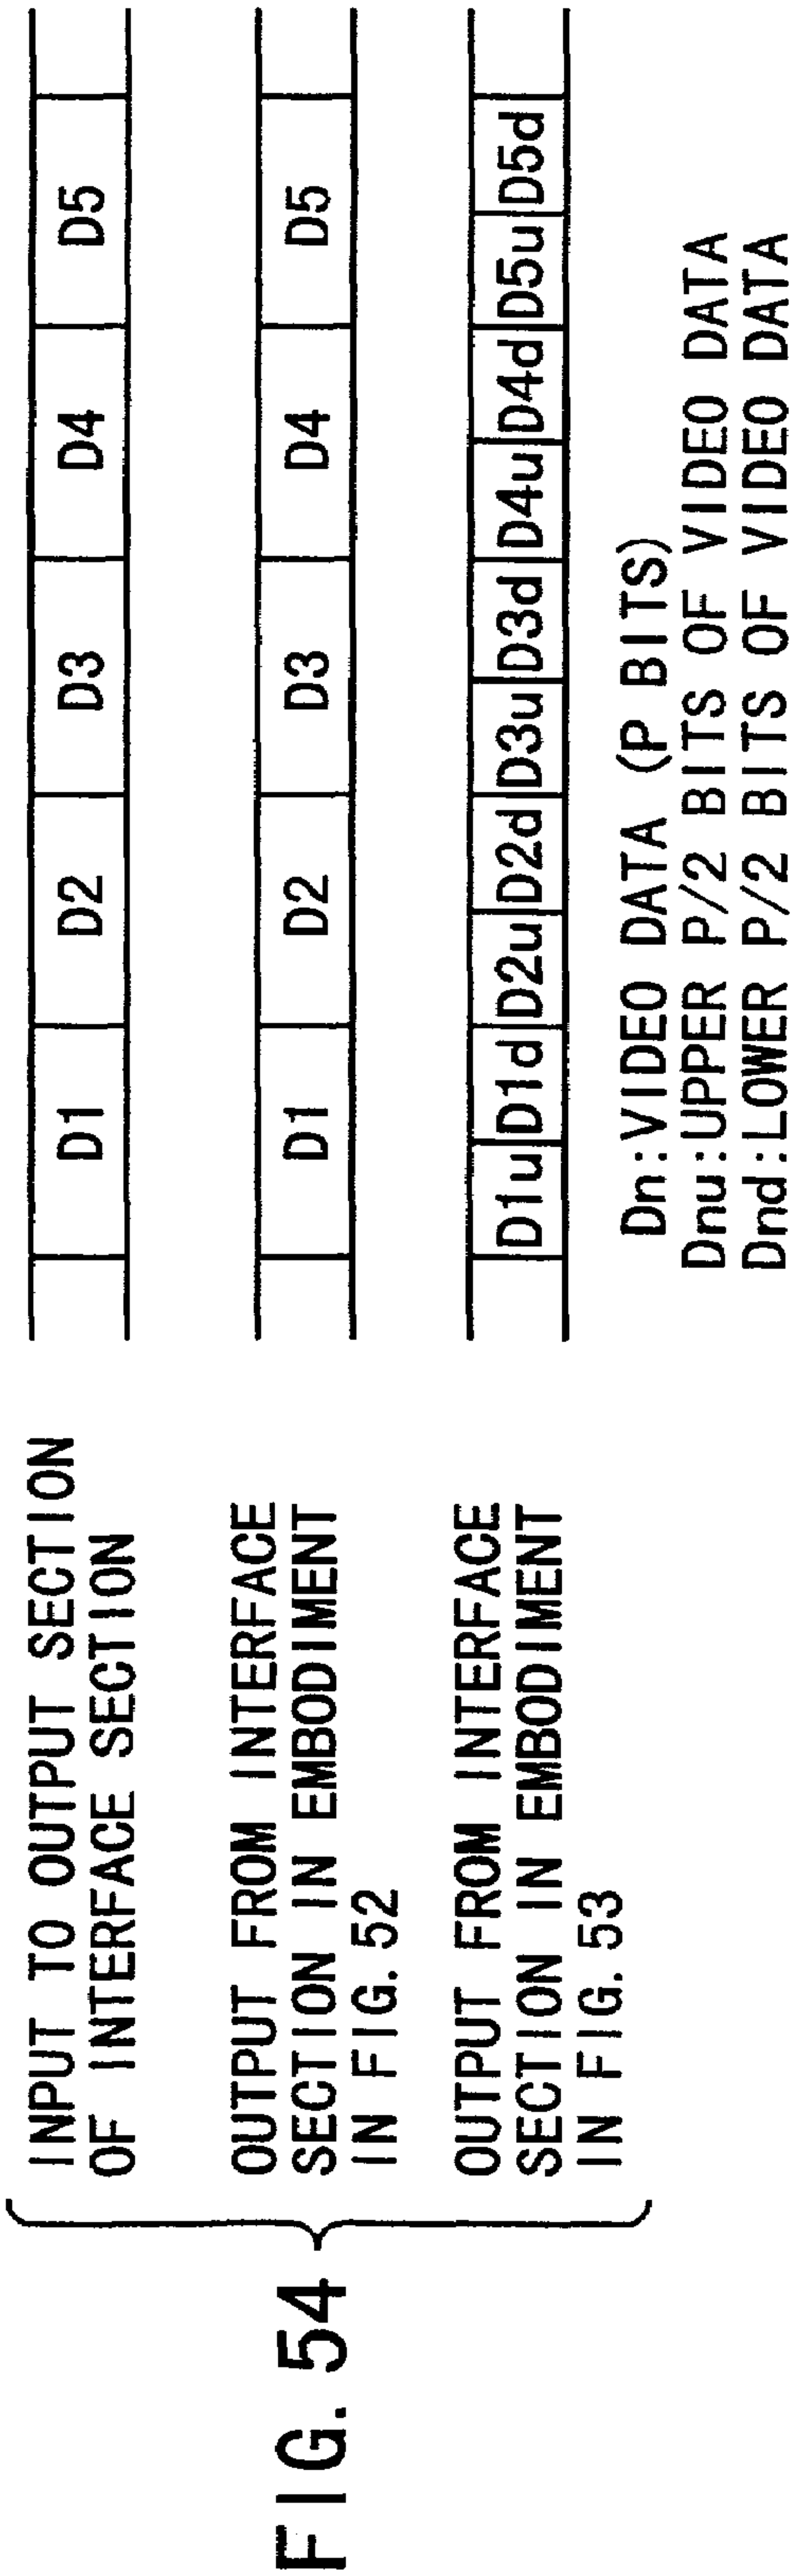 FIG. 54
INPUT TO OUTPUT SECTION
OF INTERFACE SECTION
D1 D2 D3 D4 D5
OUTPUT FROM INTERFACE
SECTION IN EMBODIMENT
IN FIG. 52
D1 D2 D3 D4 D5
OUTPUT FROM INTERFACE
SECTION IN EMBODIMENT
IN FIG. 53
D1u D1d D2u D2d D3u D3d D4u D4d D5u D5d
Dn:VIDEO DATA (P BITS)
Dnu:UPPER P/2 BITS OF VIDEO DATA
Dnd:LOWER P/2 BITS OF VIDEO DATA